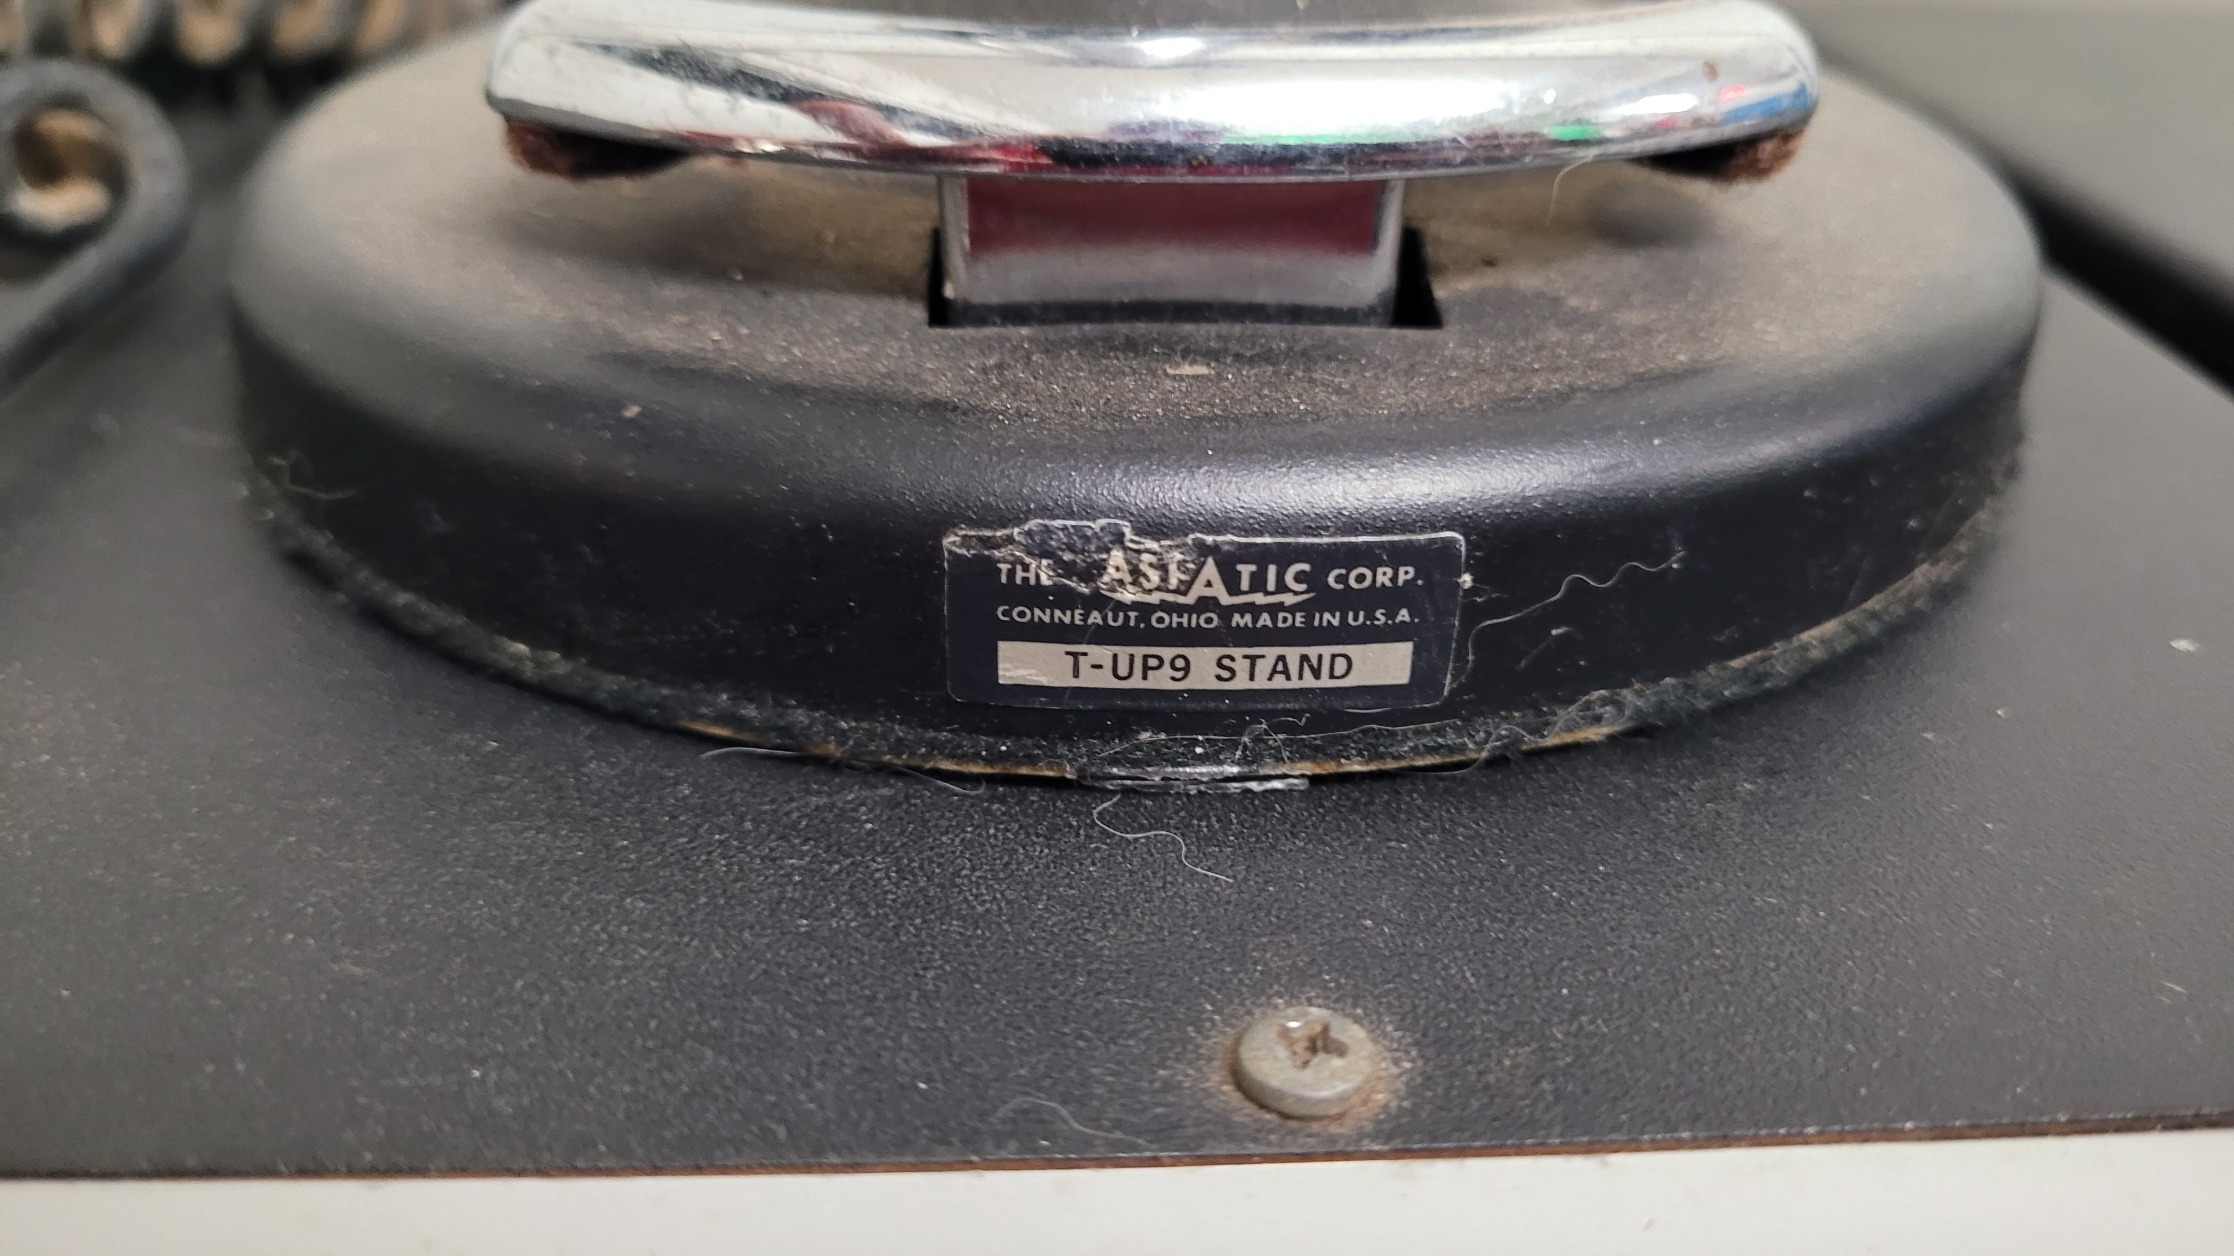 THE ASTATIC CORP.
CONNEAUT, OHIO MADE IN U.S.A.
T-UP9 STAND